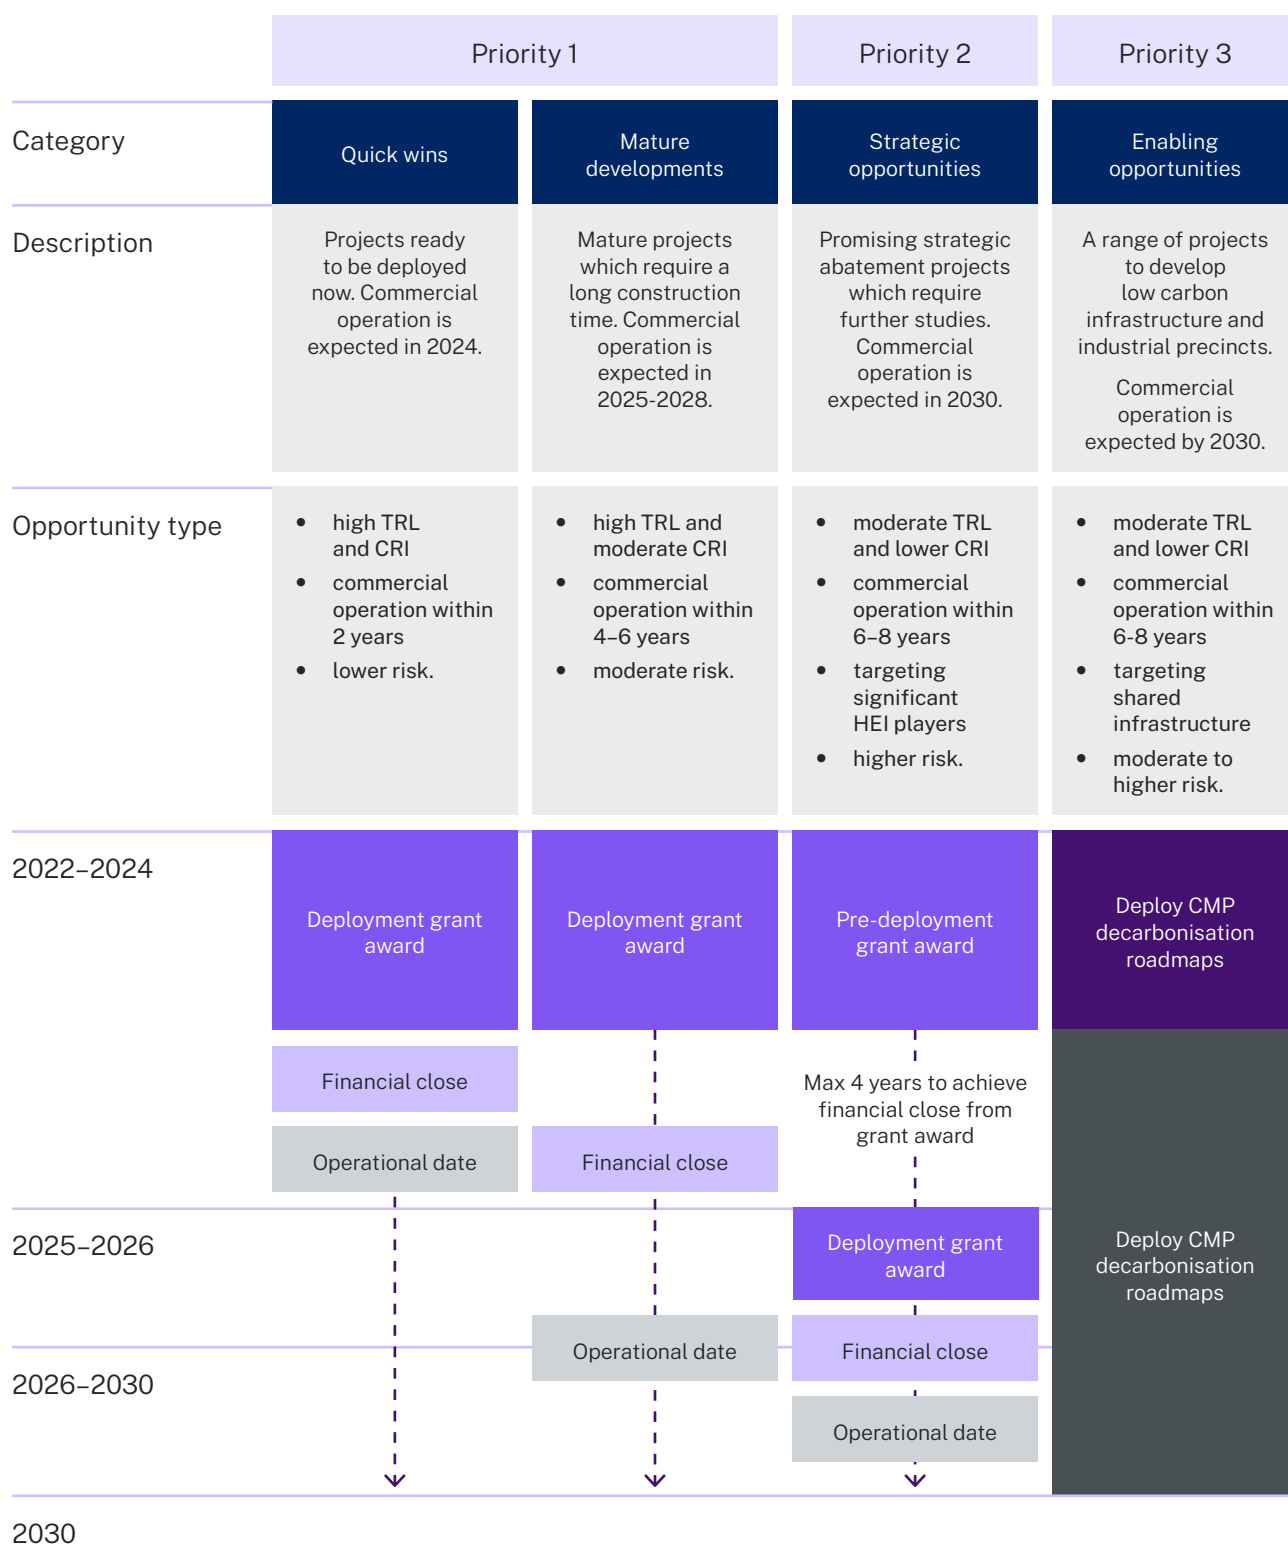 Priority 1
Priority 2
Priority 3
Category
Quick wins
Mature
developments
Strategic
opportunities
Enabling
opportunities
Description
Projects ready
to be deployed
now. Commercial
operation is
expected in 2024.
Mature projects
which require a
long construction
time. Commercial
operation is
expected in
2025-2028.
Promising strategic
abatement projects
which require
further studies.
Commercial
operation is
expected in 2030.
A range of projects
to develop
low carbon
infrastructure and
industrial precincts.
Commercial
operation is
expected by 2030.
Opportunity type
• high TRL
and CRI
• commercial
operation within
2 years
• lower risk.
• high TRL and
moderate CRI
• commercial
operation within
4–6 years
• moderate risk.
• moderate TRL
and lower CRI
• commercial
operation within
6–8 years
• targeting
significant
HEI players
• higher risk.
• moderate TRL
and lower CRI
• commercial
operation within
6-8 years
• targeting
shared
infrastructure
• moderate to
higher risk.
2022–2024
Deployment grant
award
Deployment grant
award
Pre-deployment
grant award
Deploy CMP
decarbonisation
roadmaps
Financial close
Max 4 years to achieve
financial close from
grant award
Operational date
Financial close
2025–2026
Deployment grant
award
Deploy CMP
decarbonisation
roadmaps
Operational date
Financial close
2026–2030
Operational date
2030